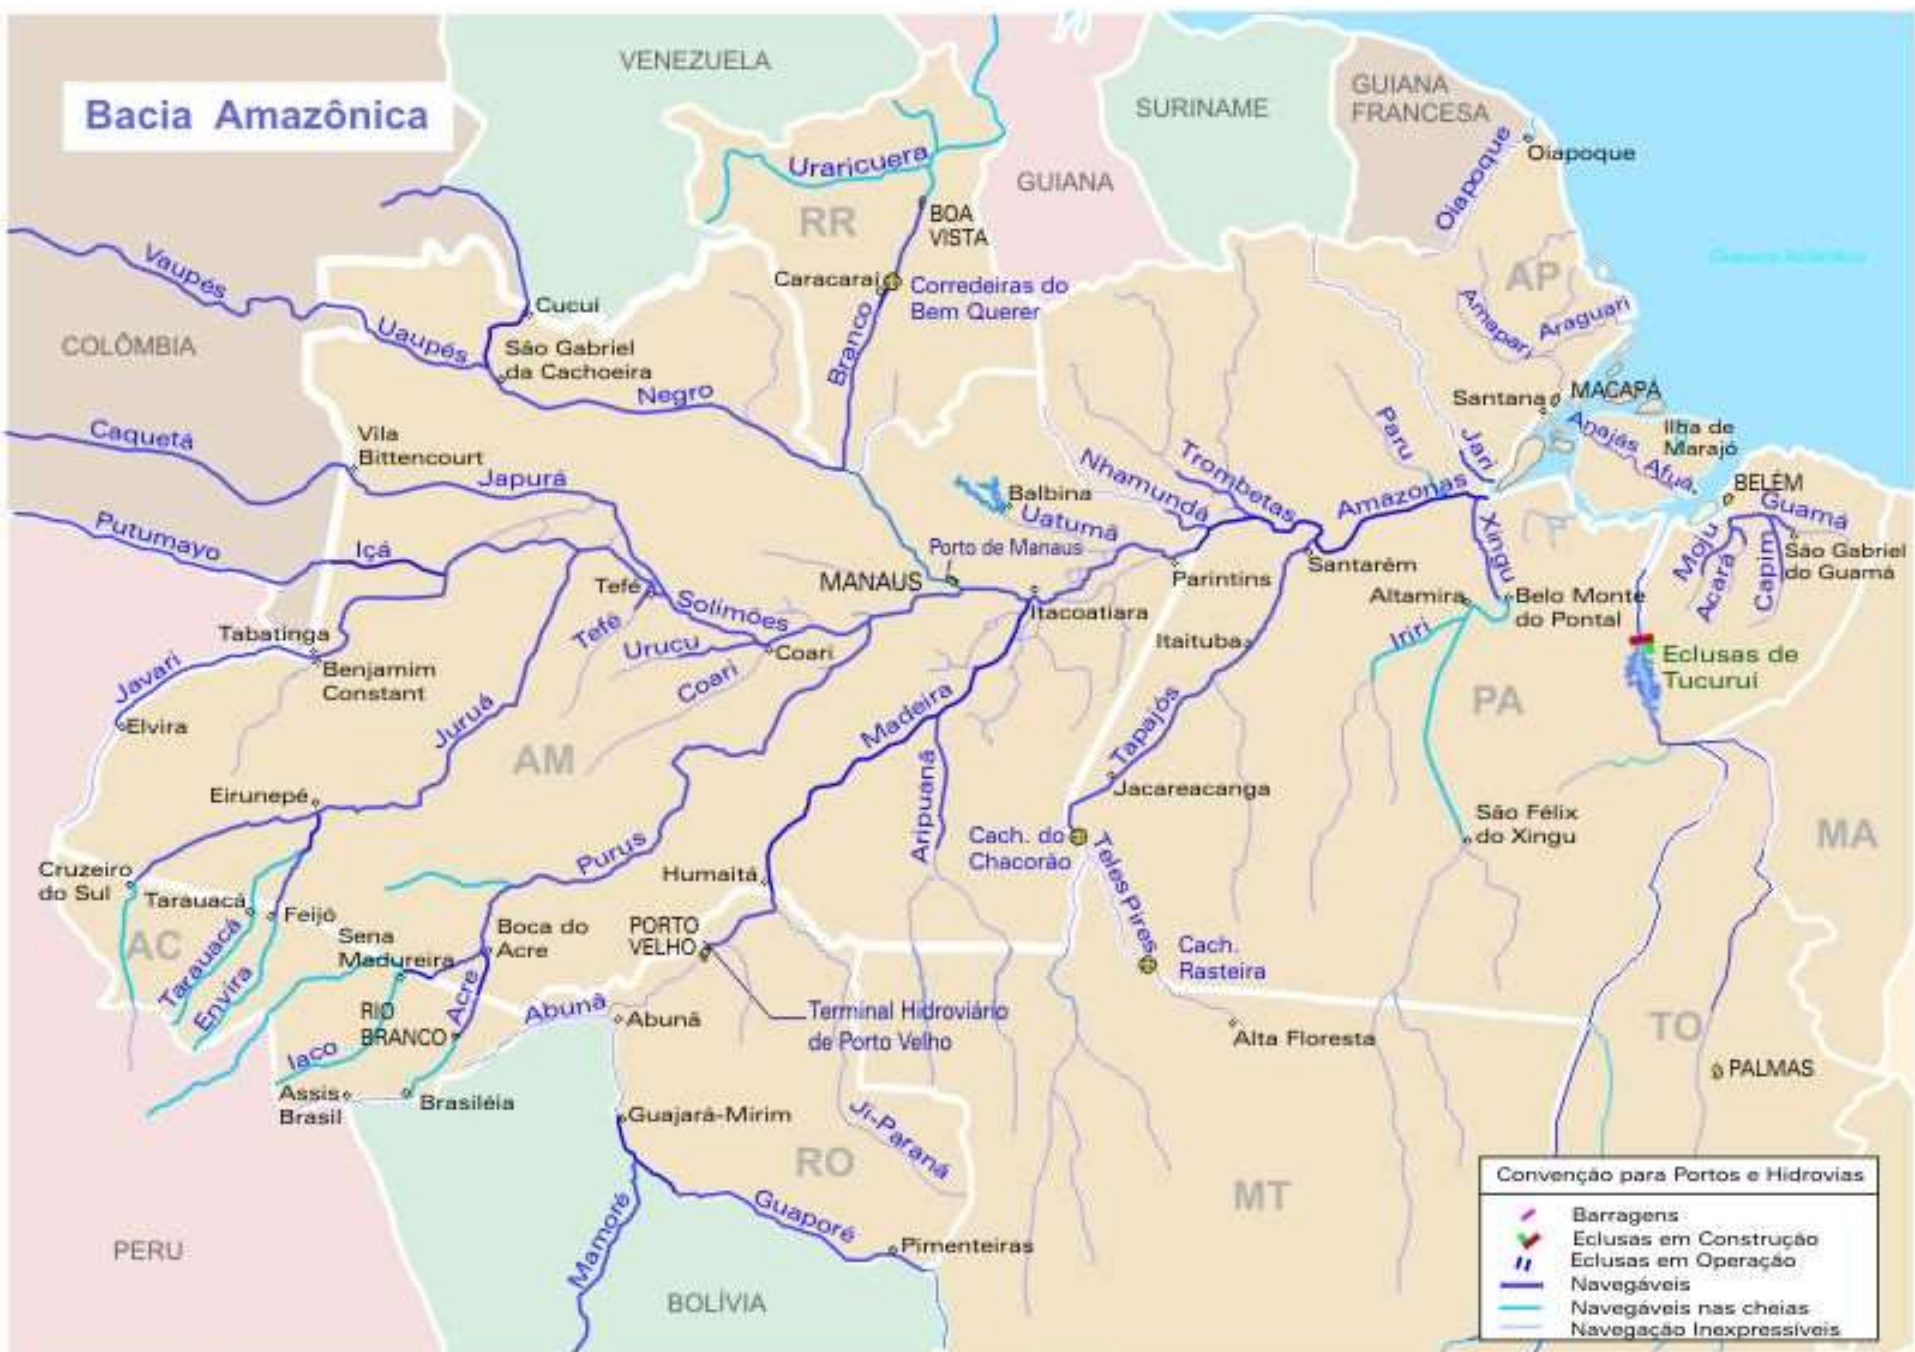 Bacia Amazônica
VENEZUELA
SURINAME
GUIANA
FRANCESA
GUIANA
COLÔMBIA
PERU
BOLÍVIA
RR
AP
AM
PA
MA
AC
RO
MT
TO
Oiapoque
Oiapoque
Uraricuera
BOA
VISTA
Caracaraí
Corredeiras do
Bem Querer
Branco
Vaupés
Cucuí
Uaupés
São Gabriel
da Cachoeira
Negro
Amapari
Araguari
Santana
MACAPÁ
Ilha de
Marajó
Anajás
Afuá
BELÉM
Guamá
Moju
Acará
Capim
São Gabriel
do Guamá
Caquetá
Vila
Bittencourt
Japurá
Paru
Jari
Trombetas
Nhamundá
Amazonas
Balbina
Uatumã
Xingu
Putumayo
Içá
Porto de Manaus
MANAUS
Parintins
Santarém
Itacoatiara
Altamira
Belo Monte
do Pontal
Itaituba
Iriri
Eclusas de
Tucuruí
Tefé
Tefé
Solimões
Urucu
Coari
Coari
Tabatinga
Benjamim
Constant
Javari
Elvira
Juruá
Madeira
Tapajós
Aripuanã
Jacareacanga
Eirunepé
São Félix
do Xingu
Purus
Cach. do
Chacorão
Teles Pires
Humaitá
Cruzeiro
do Sul
Tarauacá
Feijó
Tarauacá
Envira
Sena
Madureira
Boca do
Acre
PORTO
VELHO
Cach.
Rasteira
RIO
BRANCO
Acre
Abunã
Abunã
Terminal Hidroviário
de Porto Velho
Alta Floresta
Iaco
Assis
Brasil
Brasiléia
PALMAS
Guajará-Mirim
Ji-Paraná
Mamoré
Guaporé
Pimenteiras
Convenção para Portos e Hidrovias
Barragens
Eclusas em Construção
Eclusas em Operação
Navegáveis
Navegáveis nas cheias
Navegação Inexpressíveis